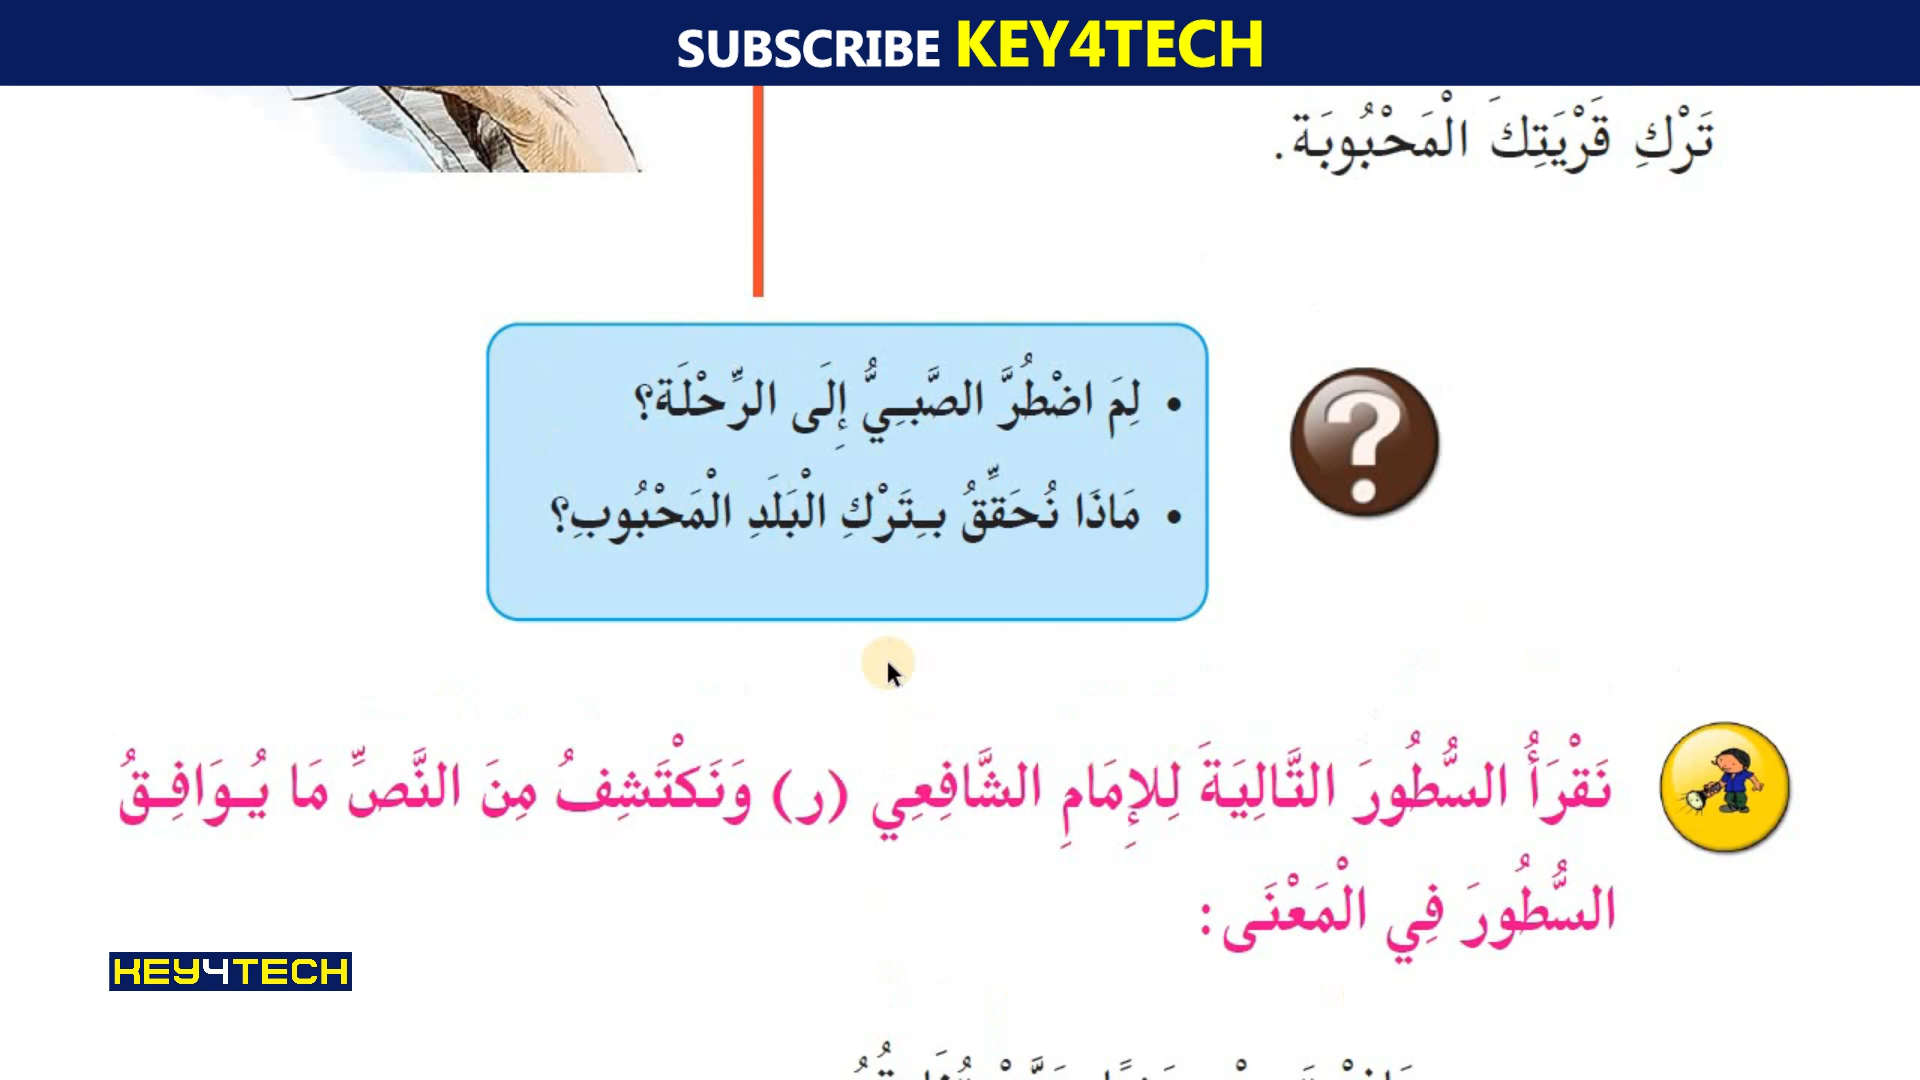 SUBSCRIBE KEY4TECH
تَرْكِ قَرْيَتِكَ الْمَحْبُوبَة.
• لِمَ اضْطُرَّ الصَّبِيُّ إِلَى الرِّحْلَة؟
• مَاذَا نُحَقِّقُ بِتَرْكِ الْبَلَدِ الْمَحْبُوبِ؟
نَقْرَأُ السُّطُورَ التَّالِيَةَ لِلإِمَامِ الشَّافِعِي (ر) وَنَكْتَشِفُ مِنَ النَّصِّ مَا يُوَافِقُ
السُّطُورَ فِي الْمَعْنَى:
KEY4TECH